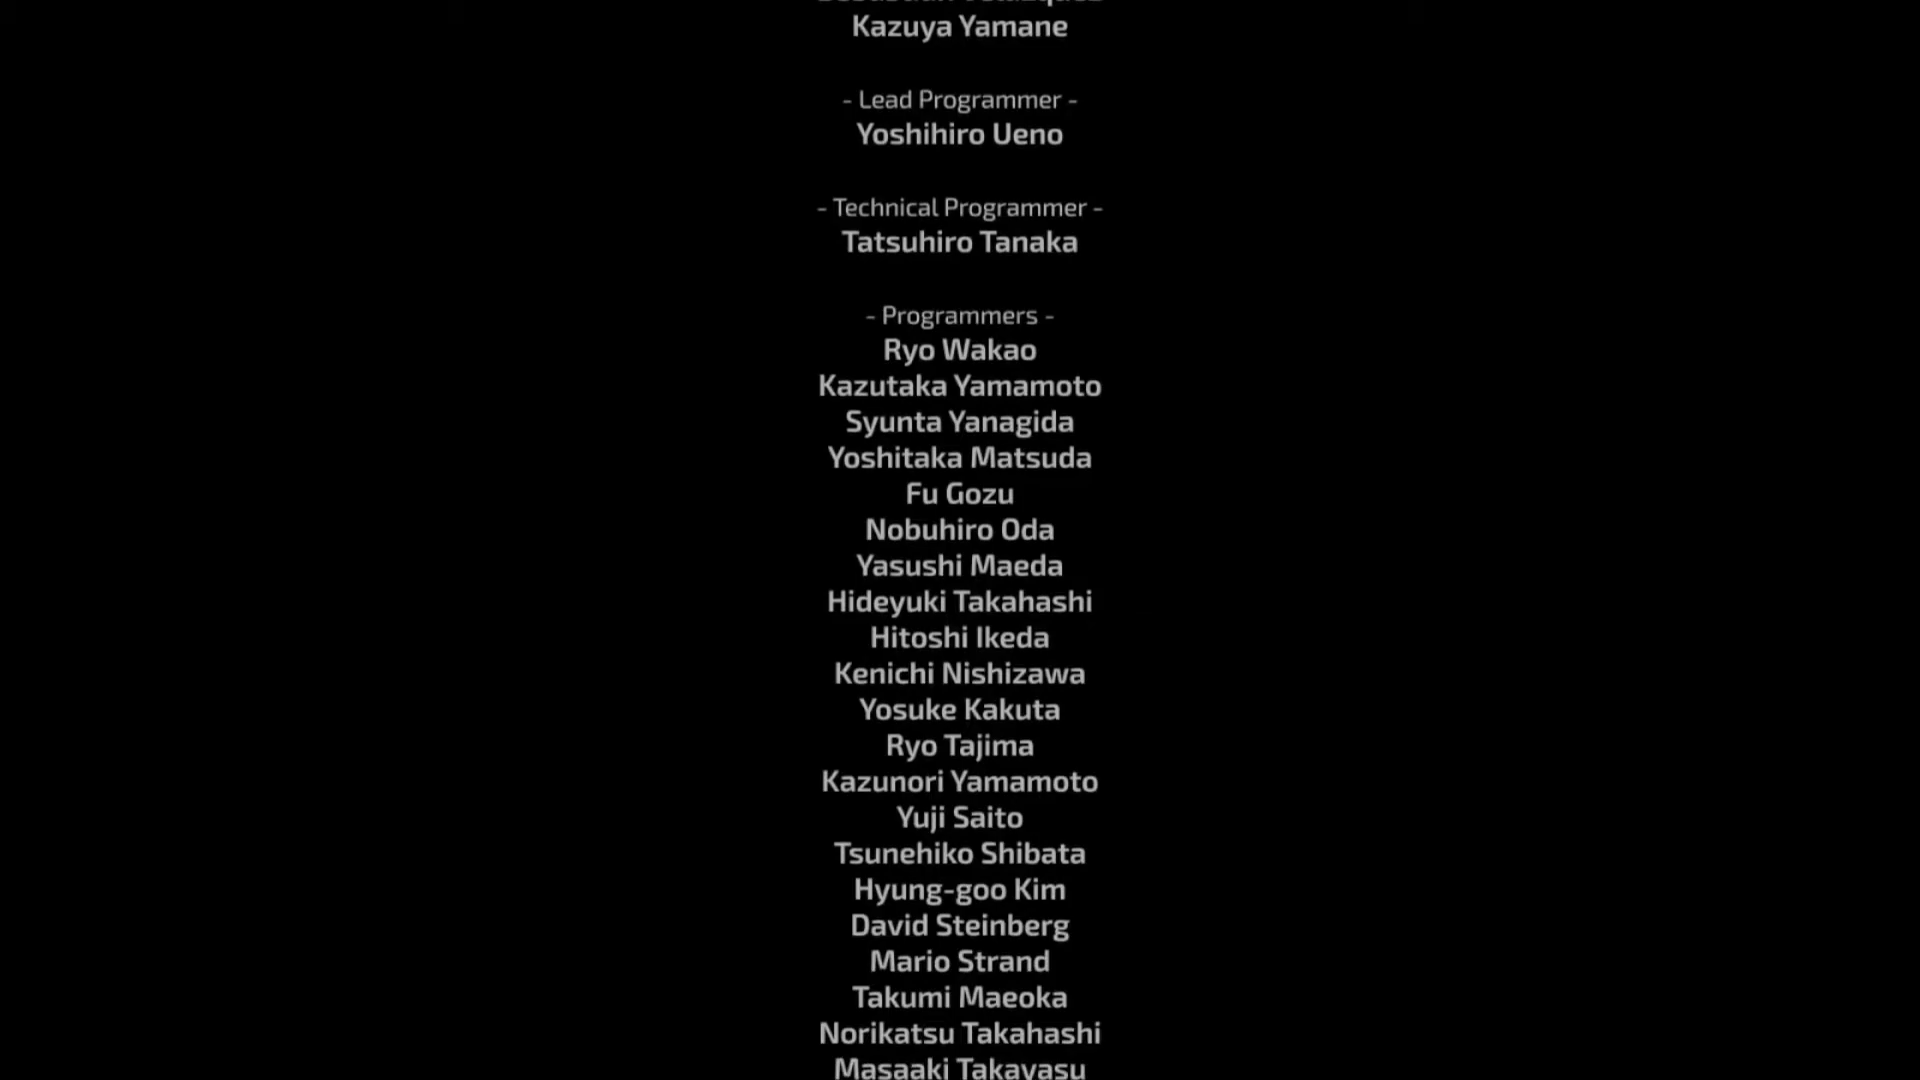 Kazuya Yamane
- Lead Programmer -
Yoshihiro Ueno
- Technical Programmer -
Tatsuhiro Tanaka
- Programmers -
Ryo Wakao
Kazutaka Yamamoto
Syunta Yanagida
Yoshitaka Matsuda
Fu Gozu
Nobuhiro Oda
Yasushi Maeda
Hideyuki Takahashi
Hitoshi Ikeda
Kenichi Nishizawa
Yosuke Kakuta
Ryo Tajima
Kazunori Yamamoto
Yuji Saito
Tsunehiko Shibata
Hyung-goo Kim
David Steinberg
Mario Strand
Takumi Maeoka
Norikatsu Takahashi
Masaaki Takayasu